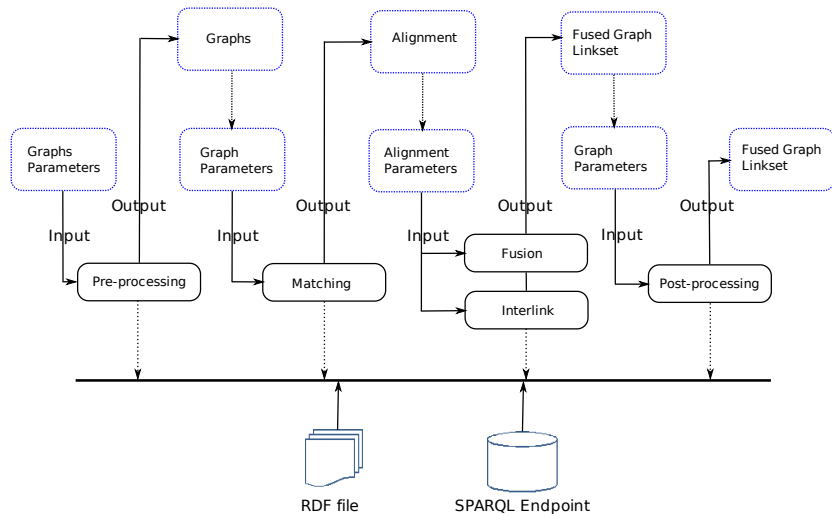 Graphs
Alignment
Fused Graph
Linkset
Graphs
Parameters
Graph
Parameters
Alignment
Parameters
Graph
Parameters
Fused Graph
Linkset
Output
Output
Output
Output
Input
Input
Input
Input
Fusion
Pre-processing
Matching
Post-processing
Interlink
RDF file
SPARQL Endpoint